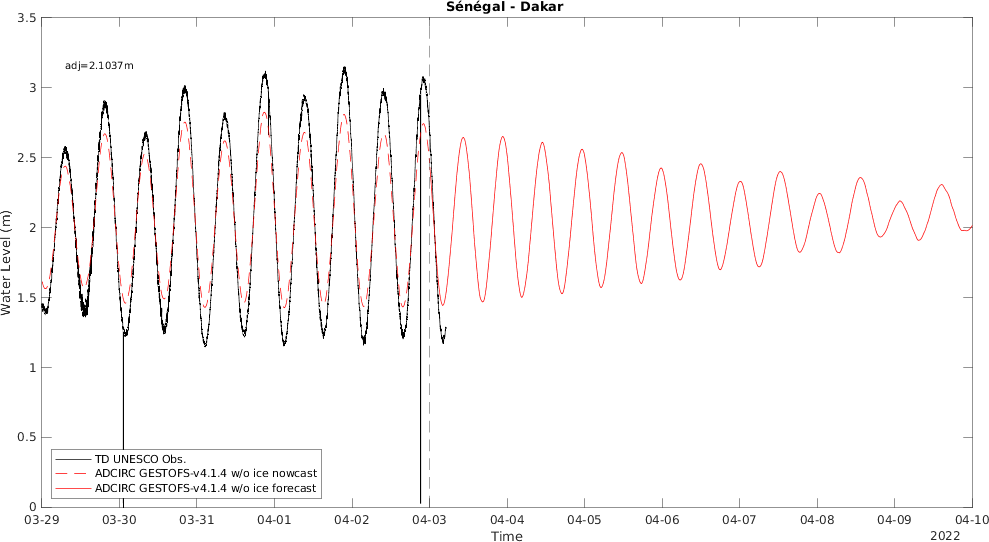 Sénégal - Dakar
adj=2.1037m
3.5
3
2.5
2
1.5
1
0.5
0
Water Level (m)
TD UNESCO Obs.
ADCIRC GESTOFS-v4.1.4 w/o ice nowcast
ADCIRC GESTOFS-v4.1.4 w/o ice forecast
03-29 03-30 03-31 04-01 04-02 04-03 04-04 04-05 04-06 04-07 04-08 04-09 04-10
Time
2022